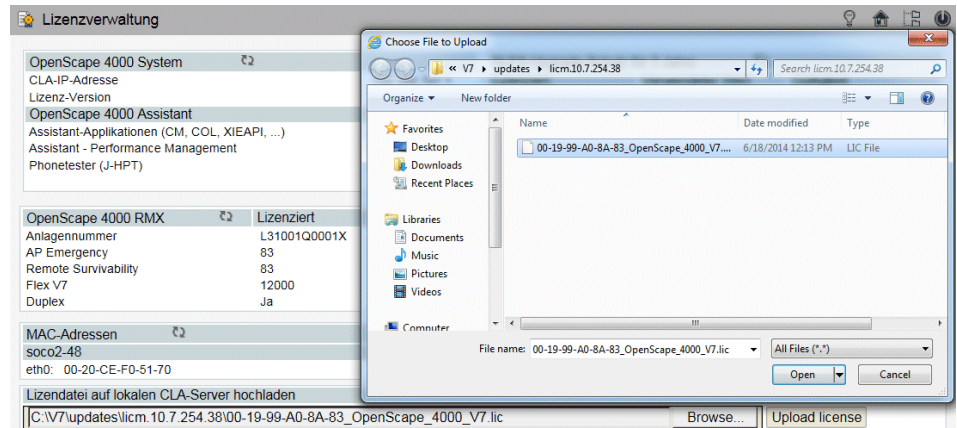 Lizenzverwaltung
OpenScape 4000 System
CLA-IP-Adresse
Lizenz-Version
OpenScape 4000 Assistant
Assistant-Applikationen (CM, COL, XIEAPI, ...)
Assistant - Performance Management
Phonetester (J-HPT)
OpenScape 4000 RMX Lizenziert
Anlagennummer L31001Q0001X
AP Emergency 83
Remote Survivability 83
Flex V7 12000
Duplex Ja
MAC-Adressen
soco2-48
eth0: 00-20-CE-F0-51-70
Lizendatei auf lokalen CLA-Server hochladen
C:\V7\updates\licm.10.7.254.38\00-19-99-A0-8A-83_OpenScape_4000_V7.lic Browse... Upload license
Choose File to Upload
« V7 updates licm.10.7.254.38 Search licm.10.7.254.38
Organize New folder
Favorites
Desktop
Downloads
Recent Places
Libraries
Documents
Music
Pictures
Videos
Computer
Name Date modified Type
00-19-99-A0-8A-83_OpenScape_4000_V7.... 6/18/2014 12:13 PM LIC File
File name: 00-19-99-A0-8A-83_OpenScape_4000_V7.lic All Files (*.*)
Open Cancel